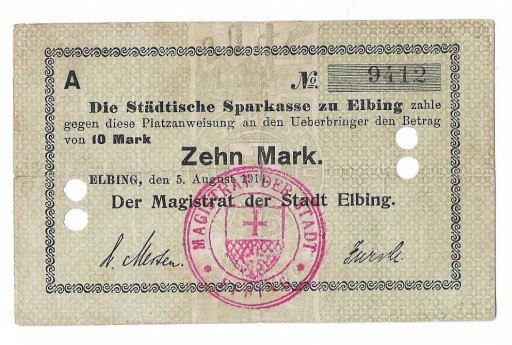 A
No. 9412
Die Städtische Sparkasse zu Elbing zahle
gegen diese Platzanweisung an den Ueberbringer den Betrag
von 10 Mark
Zehn Mark.
ELBING, den 5. August 1914.
Der Magistrat der Stadt Elbing.
MAGISTRAT DER STADT